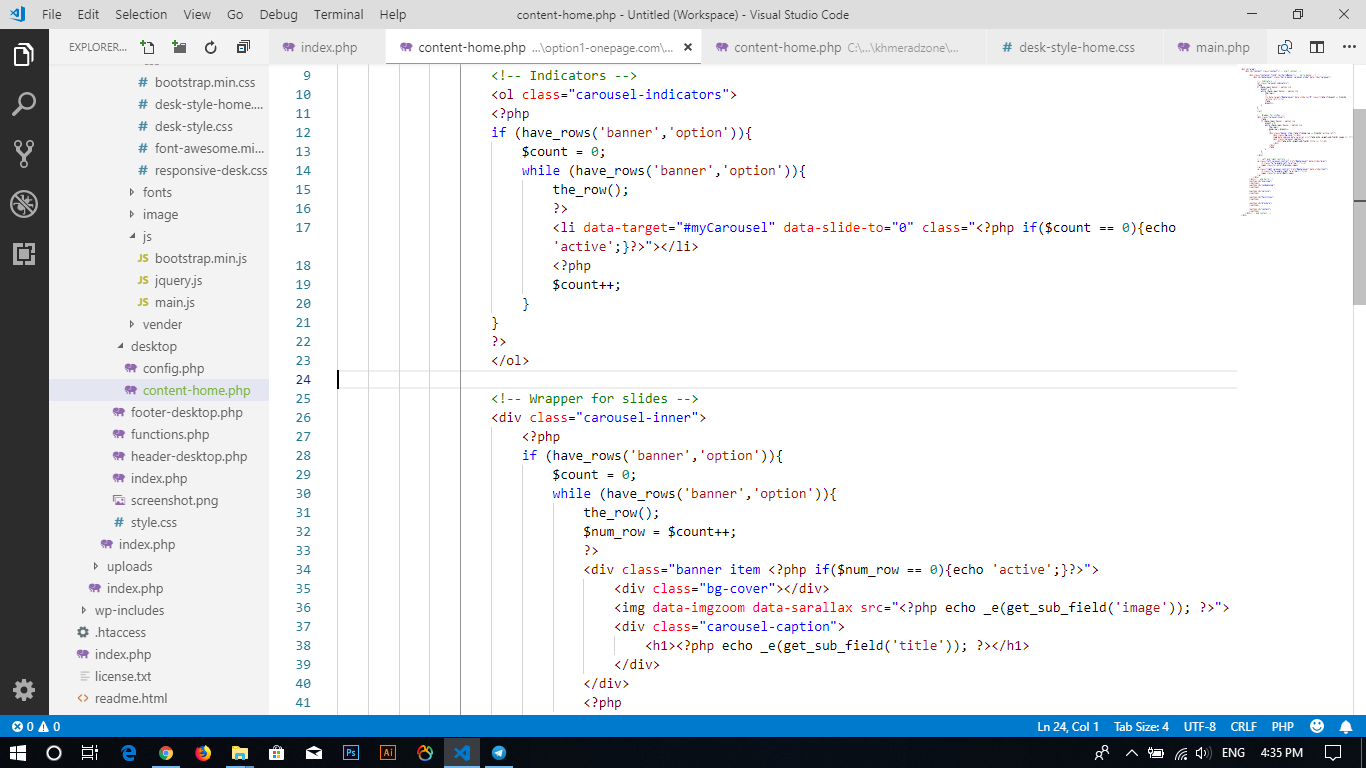 File Edit Selection View Go Debug Terminal Help
content-home.php - Untitled (Workspace) - Visual Studio Code
EXPLORER...
index.php
content-home.php ...\option1-onepage.com\...
content-home.php C:\...\khmeradzone\...
desk-style-home.css
main.php
# bootstrap.min.css
# desk-style-home....
# desk-style.css
# font-awesome.mi...
# responsive-desk.css
fonts
image
js
JS bootstrap.min.js
JS jquery.js
JS main.js
vender
desktop
config.php
content-home.php
footer-desktop.php
functions.php
header-desktop.php
index.php
screenshot.png
# style.css
index.php
uploads
index.php
wp-includes
.htaccess
index.php
license.txt
readme.html
9 <!-- Indicators -->
10 <ol class="carousel-indicators">
11 <?php
12 if (have_rows('banner','option')){
13 $count = 0;
14 while (have_rows('banner','option')){
15 the_row();
16 ?>
17 <li data-target="#myCarousel" data-slide-to="0" class="<?php if($count == 0){echo
'active';}?>"></li>
18 <?php
19 $count++;
20 }
21 }
22 ?>
23 </ol>
24
25 <!-- Wrapper for slides -->
26 <div class="carousel-inner">
27 <?php
28 if (have_rows('banner','option')){
29 $count = 0;
30 while (have_rows('banner','option')){
31 the_row();
32 $num_row = $count++;
33 ?>
34 <div class="banner item <?php if($num_row == 0){echo 'active';}?>">
35 <div class="bg-cover"></div>
36 <img data-imgzoom data-sarallax src="<?php echo _e(get_sub_field('image')); ?>">
37 <div class="carousel-caption">
38 <h1><?php echo _e(get_sub_field('title')); ?></h1>
39 </div>
40 </div>
41 <?php
0 0
Ln 24, Col 1 Tab Size: 4 UTF-8 CRLF PHP
Ps Ai
ENG 4:35 PM